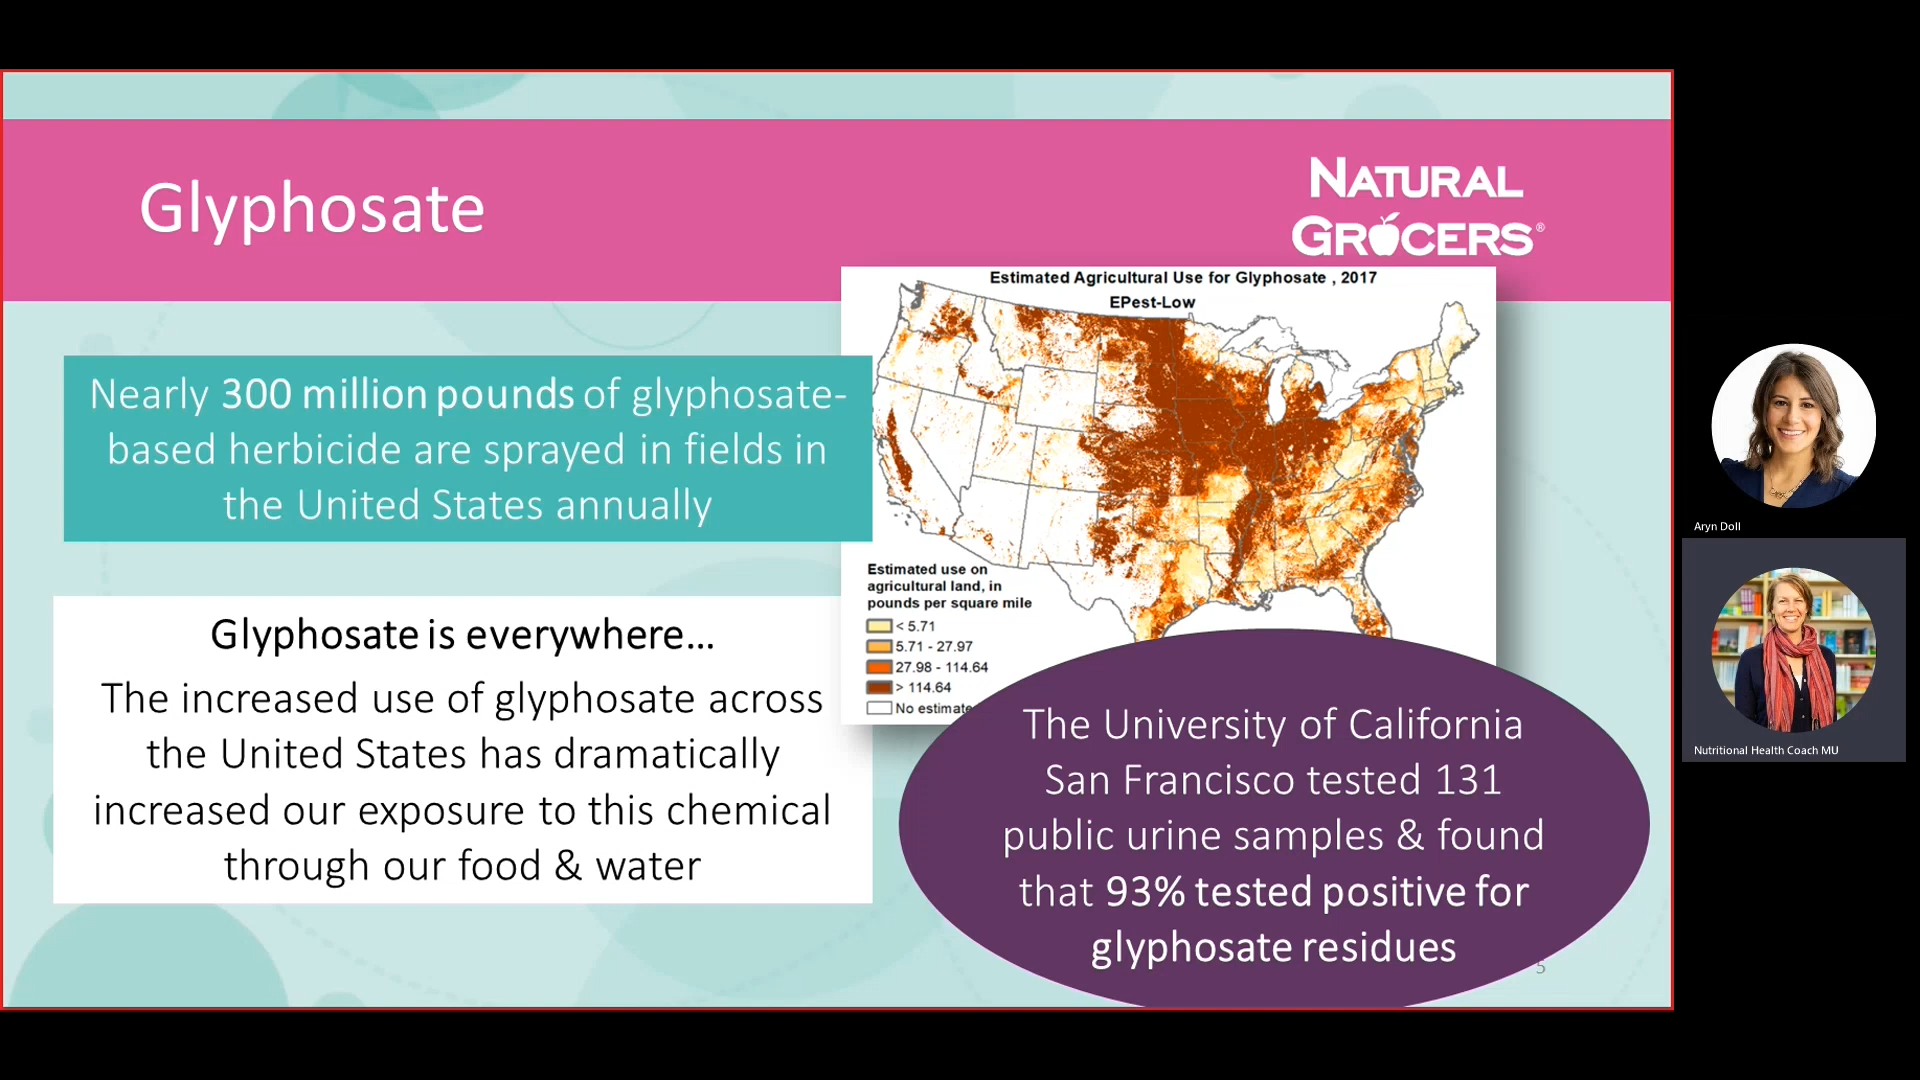 Glyphosate
NATURAL
GROCERS®
Nearly 300 million pounds of glyphosate-
based herbicide are sprayed in fields in
the United States annually
Estimated Agricultural Use for Glyphosate , 2017
EPest-Low
Estimated use on
agricultural land, in
pounds per square mile
< 5.71
5.71 - 27.97
27.98 - 114.64
> 114.64
No estimate
Glyphosate is everywhere...
The increased use of glyphosate across
the United States has dramatically
increased our exposure to this chemical
through our food & water
The University of California
San Francisco tested 131
public urine samples & found
that 93% tested positive for
glyphosate residues
5
Aryn Doll
Nutritional Health Coach MU